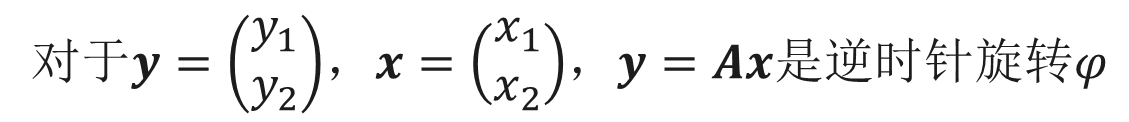 对于𝒚 = (y₁ y₂), 𝒙 = (x₁ x₂), 𝒚 = 𝑨𝒙是逆时针旋转φ